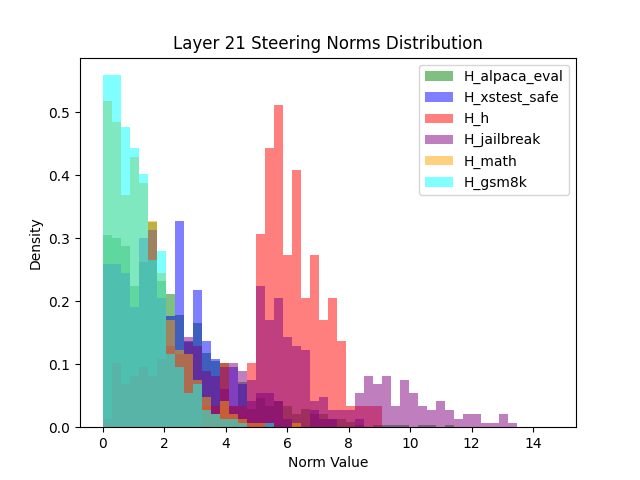 Layer 21 Steering Norms Distribution
H_alpaca_eval
H_xstest_safe
H_h
H_jailbreak
H_math
H_gsm8k
Density
0.5
0.4
0.3
0.2
0.1
0.0
0 2 4 6 8 10 12 14
Norm Value